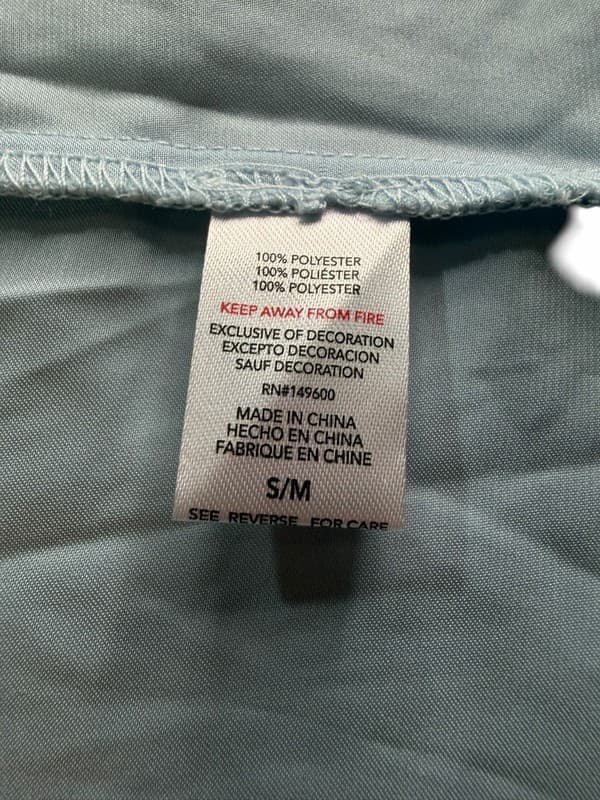 100% POLYESTER
100% POLIÉSTER
100% POLYESTER
KEEP AWAY FROM FIRE
EXCLUSIVE OF DECORATION
EXCEPTO DECORACION
SAUF DECORATION
RN#149600
MADE IN CHINA
HECHO EN CHINA
FABRIQUE EN CHINE
S/M
SEE REVERSE FOR CARE